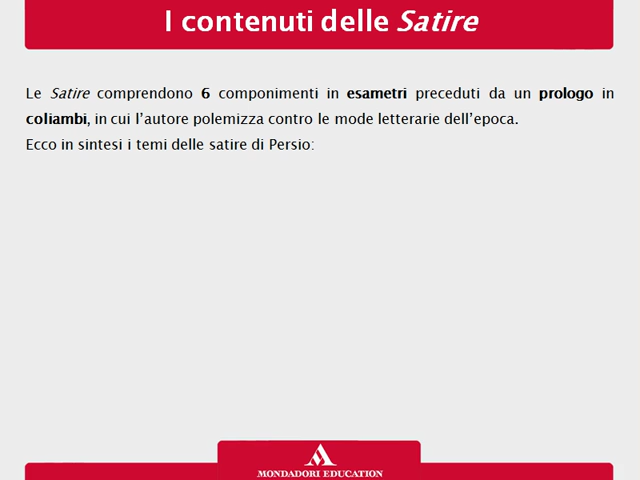 I contenuti delle Satire
Le Satire comprendono 6 componimenti in esametri preceduti da un prologo in
coliambi, in cui l'autore polemizza contro le mode letterarie dell'epoca.
Ecco in sintesi i temi delle satire di Persio:
MONDADORI EDUCATION